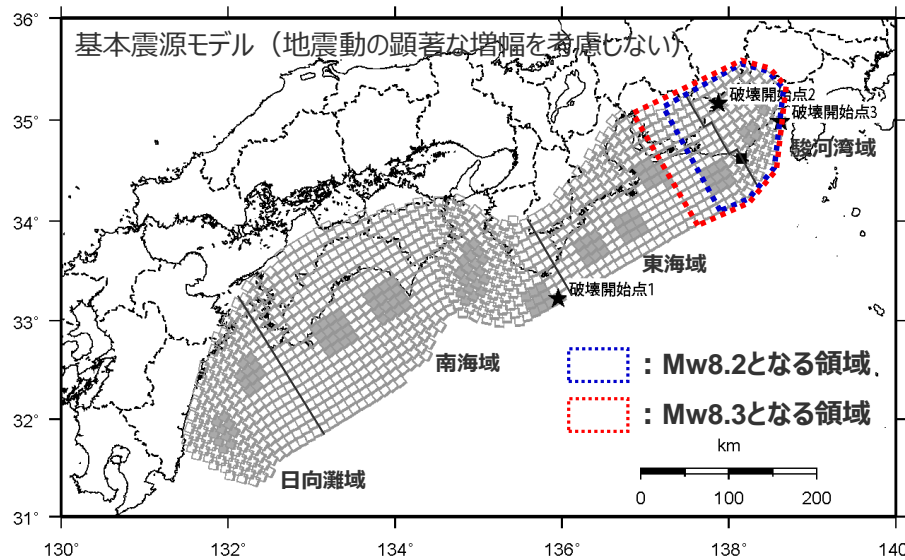 36°
基本震源モデル（地震動の顕著な増幅を考慮しない）
破壊開始点2
破壊開始点3
35°
駿河湾域
34°
東海域
破壊開始点1
33°
南海域
：Mw8.2となる領域
：Mw8.3となる領域
32°
km
日向灘域
0 100 200
31°
130° 132° 134° 136° 138° 140